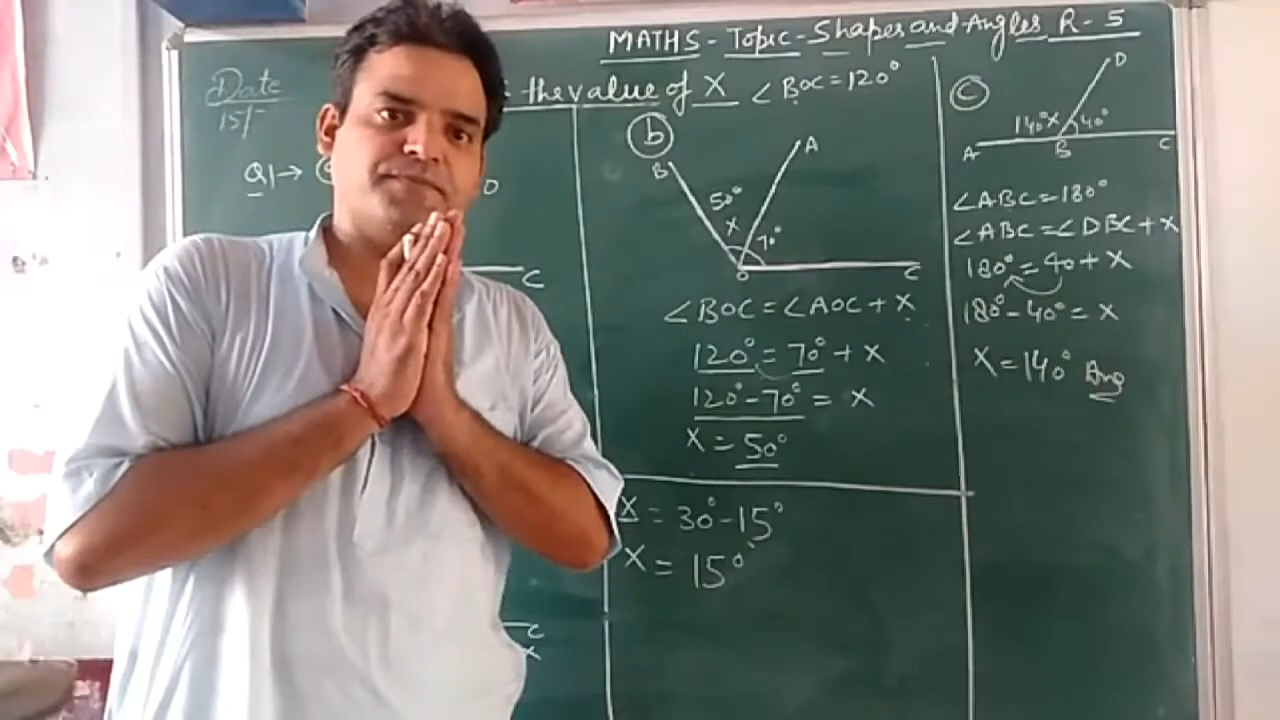 MATHS - Topic - Shapes and Angles R - 5
Date
15/-
the value of X ∠BOC = 120°
Q1→
D
C
C
x
b
B
A
50°
X
70°
O
C
∠BOC = ∠AOC + X
120° = 70° + X
120° - 70° = X
X = 50°
X = 30° - 15°
X = 15°
C
D
140° X 40°
A B C
∠ABC = 180°
∠ABC = ∠DBC + X
180° = 40 + X
180° - 40° = X
X = 140° Ans